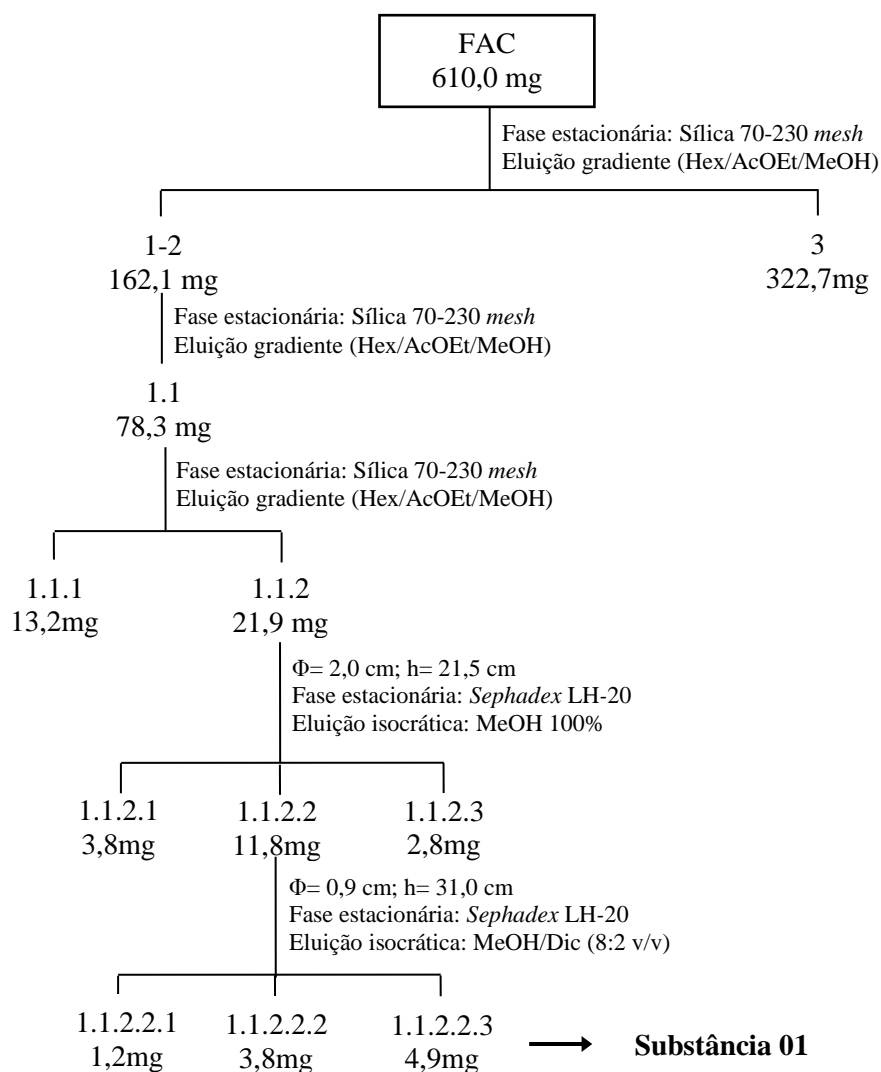 FAC
610,0 mg
Fase estacionária: Sílica 70-230 mesh
Eluição gradiente (Hex/AcOEt/MeOH)
1-2
162,1 mg
3
322,7mg
Fase estacionária: Sílica 70-230 mesh
Eluição gradiente (Hex/AcOEt/MeOH)
1.1
78,3 mg
Fase estacionária: Sílica 70-230 mesh
Eluição gradiente (Hex/AcOEt/MeOH)
1.1.1
13,2mg
1.1.2
21,9 mg
Φ= 2,0 cm; h= 21,5 cm
Fase estacionária: Sephadex LH-20
Eluição isocrática: MeOH 100%
1.1.2.1
3,8mg
1.1.2.2
11,8mg
1.1.2.3
2,8mg
Φ= 0,9 cm; h= 31,0 cm
Fase estacionária: Sephadex LH-20
Eluição isocrática: MeOH/Dic (8:2 v/v)
1.1.2.2.1
1,2mg
1.1.2.2.2
3,8mg
1.1.2.2.3
4,9mg
Substância 01